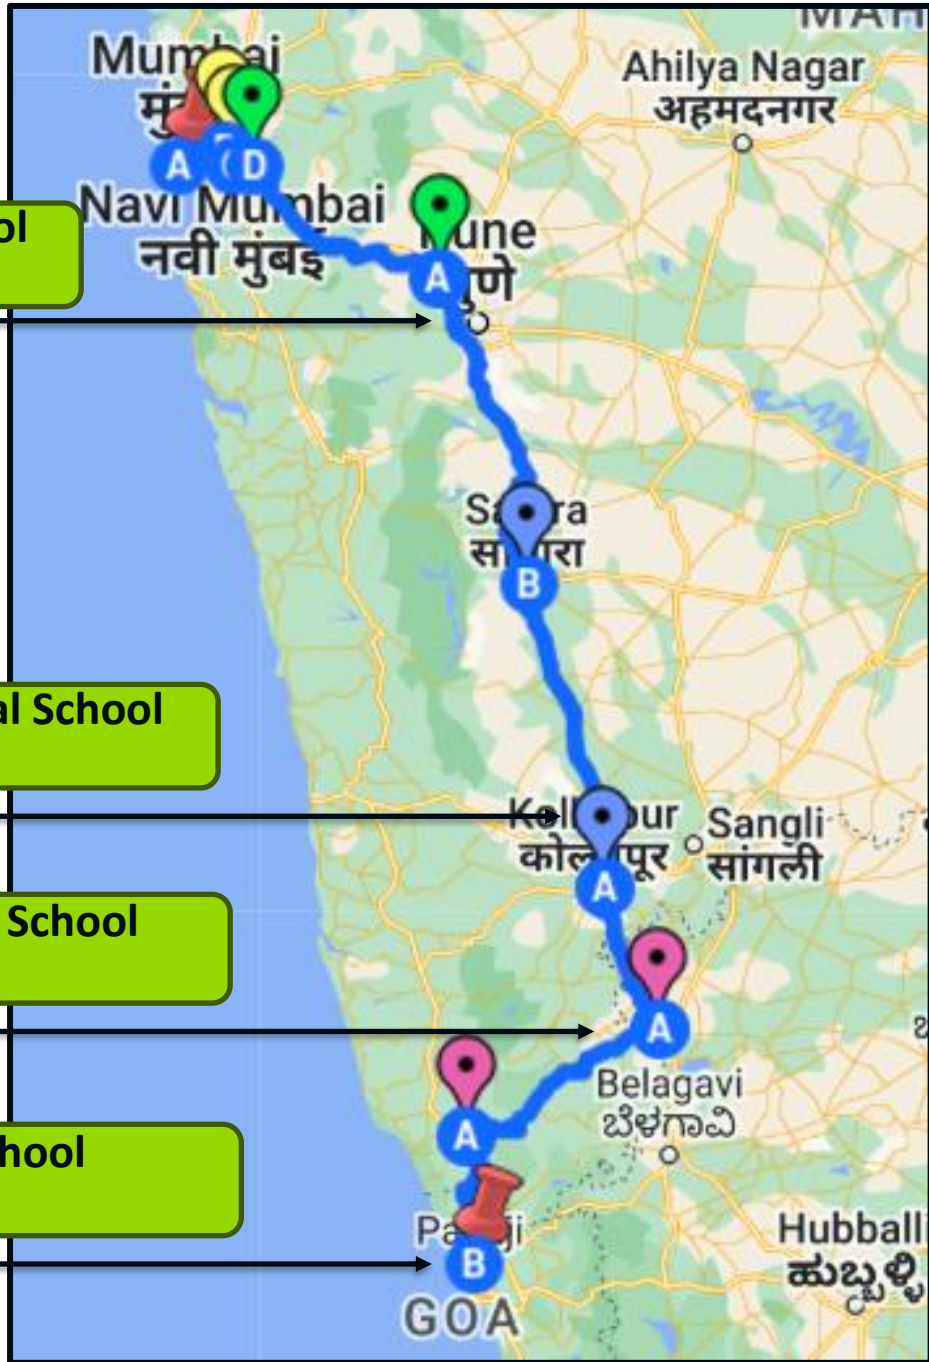 MAH
Mumbai
Ahilya Nagar
अहमदनगर
A
D
Navi Mumbai
नवी मुंबई
ol
A
B
al School
Sangli
सांगली
A
School
A
Belagavi
ಬೆಳಗಾವಿ
A
hool
Hubballi
ಹುಬ್ಬಳ್ಳಿ
B
GOA